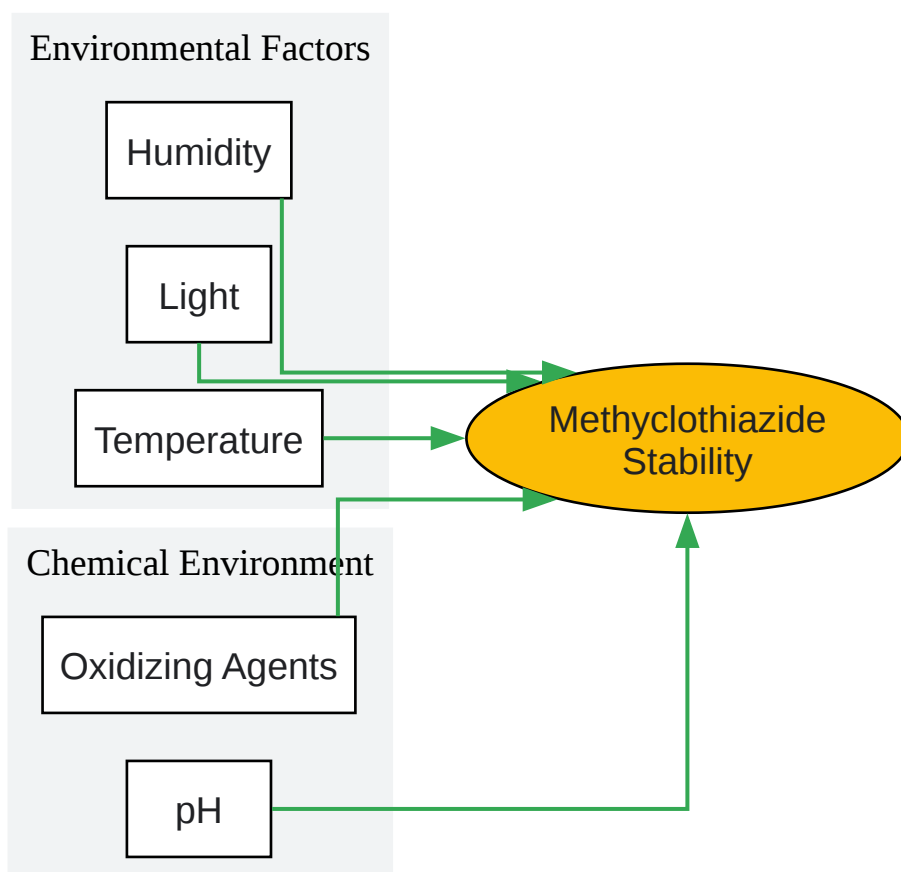 Environmental Factors
Humidity
Light
Temperature
Methyclothiazide
Stability
Chemical Environment
Oxidizing Agents
pH